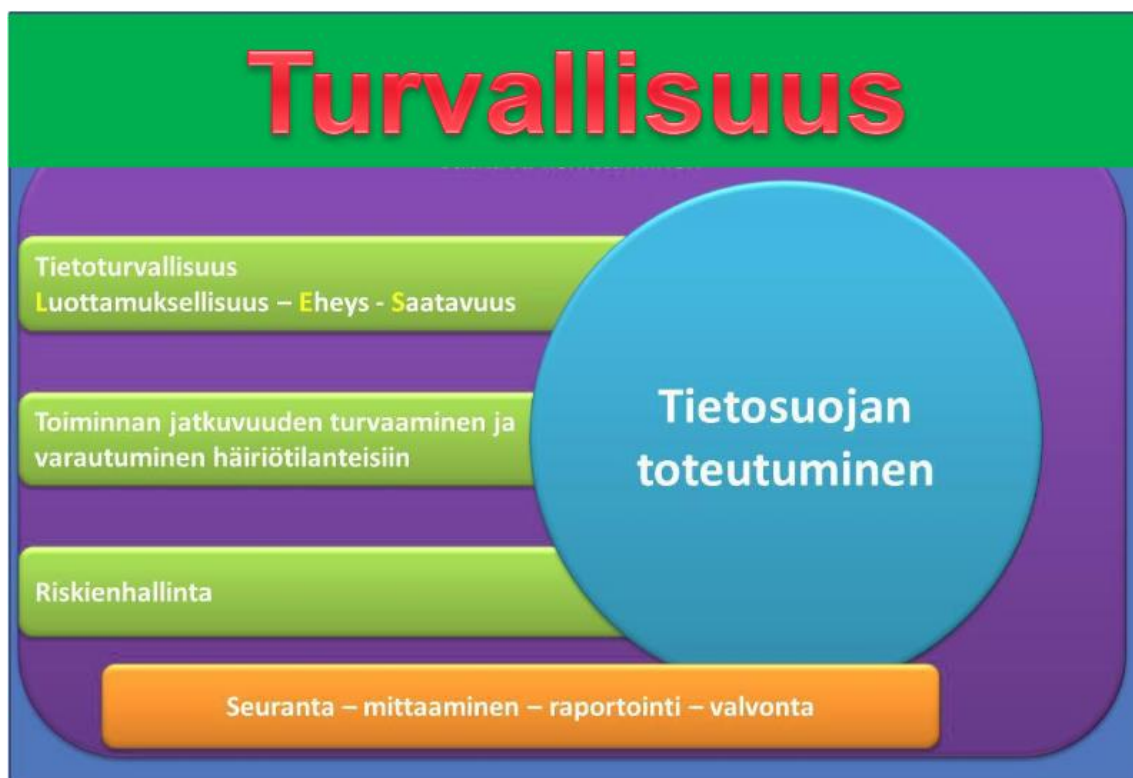 Turvallisuus
Tietoturvallisuus
Luottamuksellisuus – Eheys - Saatavuus
Toiminnan jatkuvuuden turvaaminen ja
varautuminen häiriötilanteisiin
Riskienhallinta
Tietosuojan
toteutuminen
Seuranta – mittaaminen – raportointi – valvonta